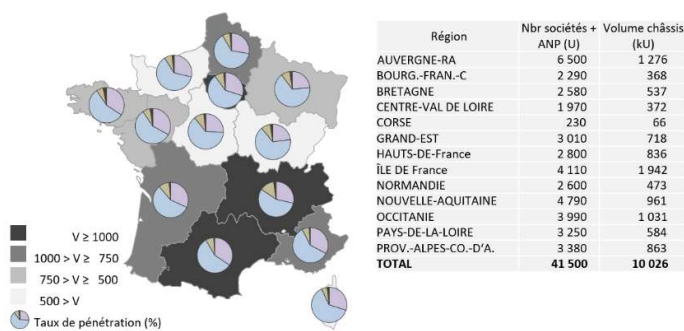 V ≥ 1000
1000 > V ≥ 750
750 > V ≥ 500
500 > V
Taux de pénétration (%)
Région Nbr sociétés + ANP (U) Volume châssis (kU)
AUVERGNE-RA 6 500 1 276
BOURG.-FRAN.-C 2 290 368
BRETAGNE 2 580 537
CENTRE-VAL DE LOIRE 1 970 372
CORSE 230 66
GRAND-EST 3 010 718
HAUTS-DE-France 2 800 836
ÎLE DE France 4 110 1 942
NORMANDIE 2 600 473
NOUVELLE-AQUITAINE 4 790 961
OCCITANIE 3 990 1 031
PAYS-DE-LA-LOIRE 3 250 584
PROV.-ALPES-CO.-D'A. 3 380 863
TOTAL 41 500 10 026